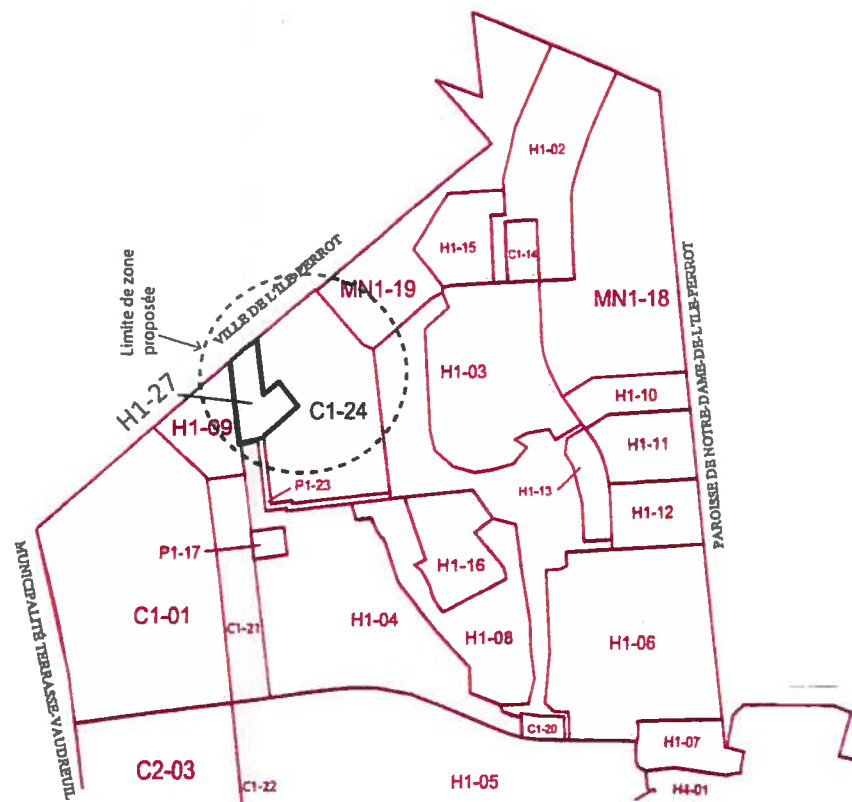 H1-02
H1-15
C1-14
VILLE DE L'ÎLE-PERROT
Limite de zone
proposée
MN1-19
MN1-18
H1-03
H1-27
C1-24
H1-09
H1-10
H1-11
PAROISSE DE NOTRE-DAME-DE-L'ÎLE-PERROT
P1-23
H1-13
H1-12
P1-17
H1-16
MUNICIPALITÉ TERRASSE-VAUDREUIL
C1-01
C1-21
H1-04
H1-08
H1-06
C1-20
H1-07
C2-03
C1-22
H1-05
H4-01